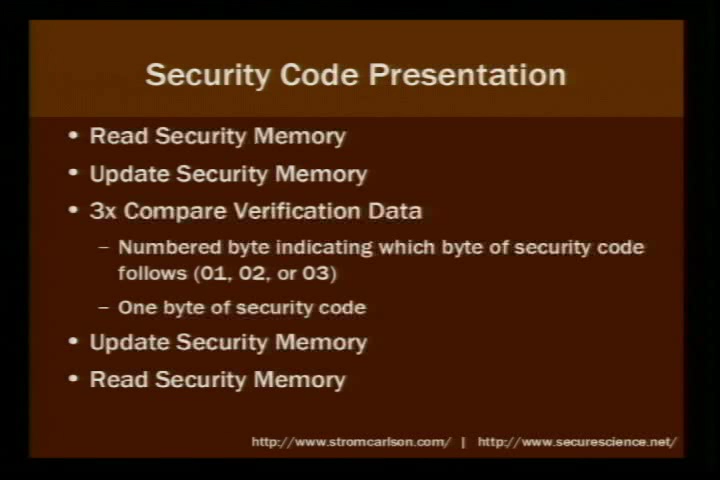 Security Code Presentation
• Read Security Memory
• Update Security Memory
• 3x Compare Verification Data
– Numbered byte indicating which byte of security code
follows (01, 02, or 03)
– One byte of security code
• Update Security Memory
• Read Security Memory
http://www.stromcarlson.com/ | http://www.securescience.net/